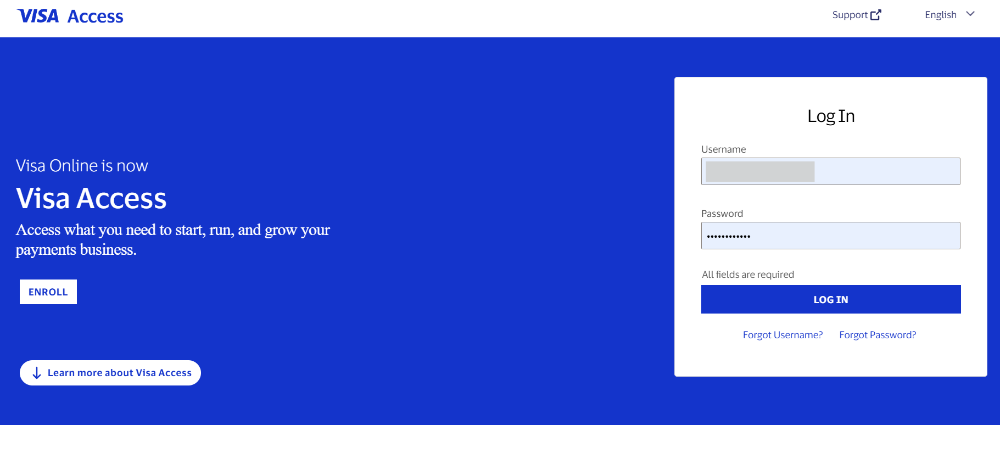 VISA Access
Support
English
Visa Online is now
Visa Access
Access what you need to start, run, and grow your
payments business.
ENROLL
Learn more about Visa Access
Log In
Username
Password
••••••••••••
All fields are required
LOG IN
Forgot Username? Forgot Password?